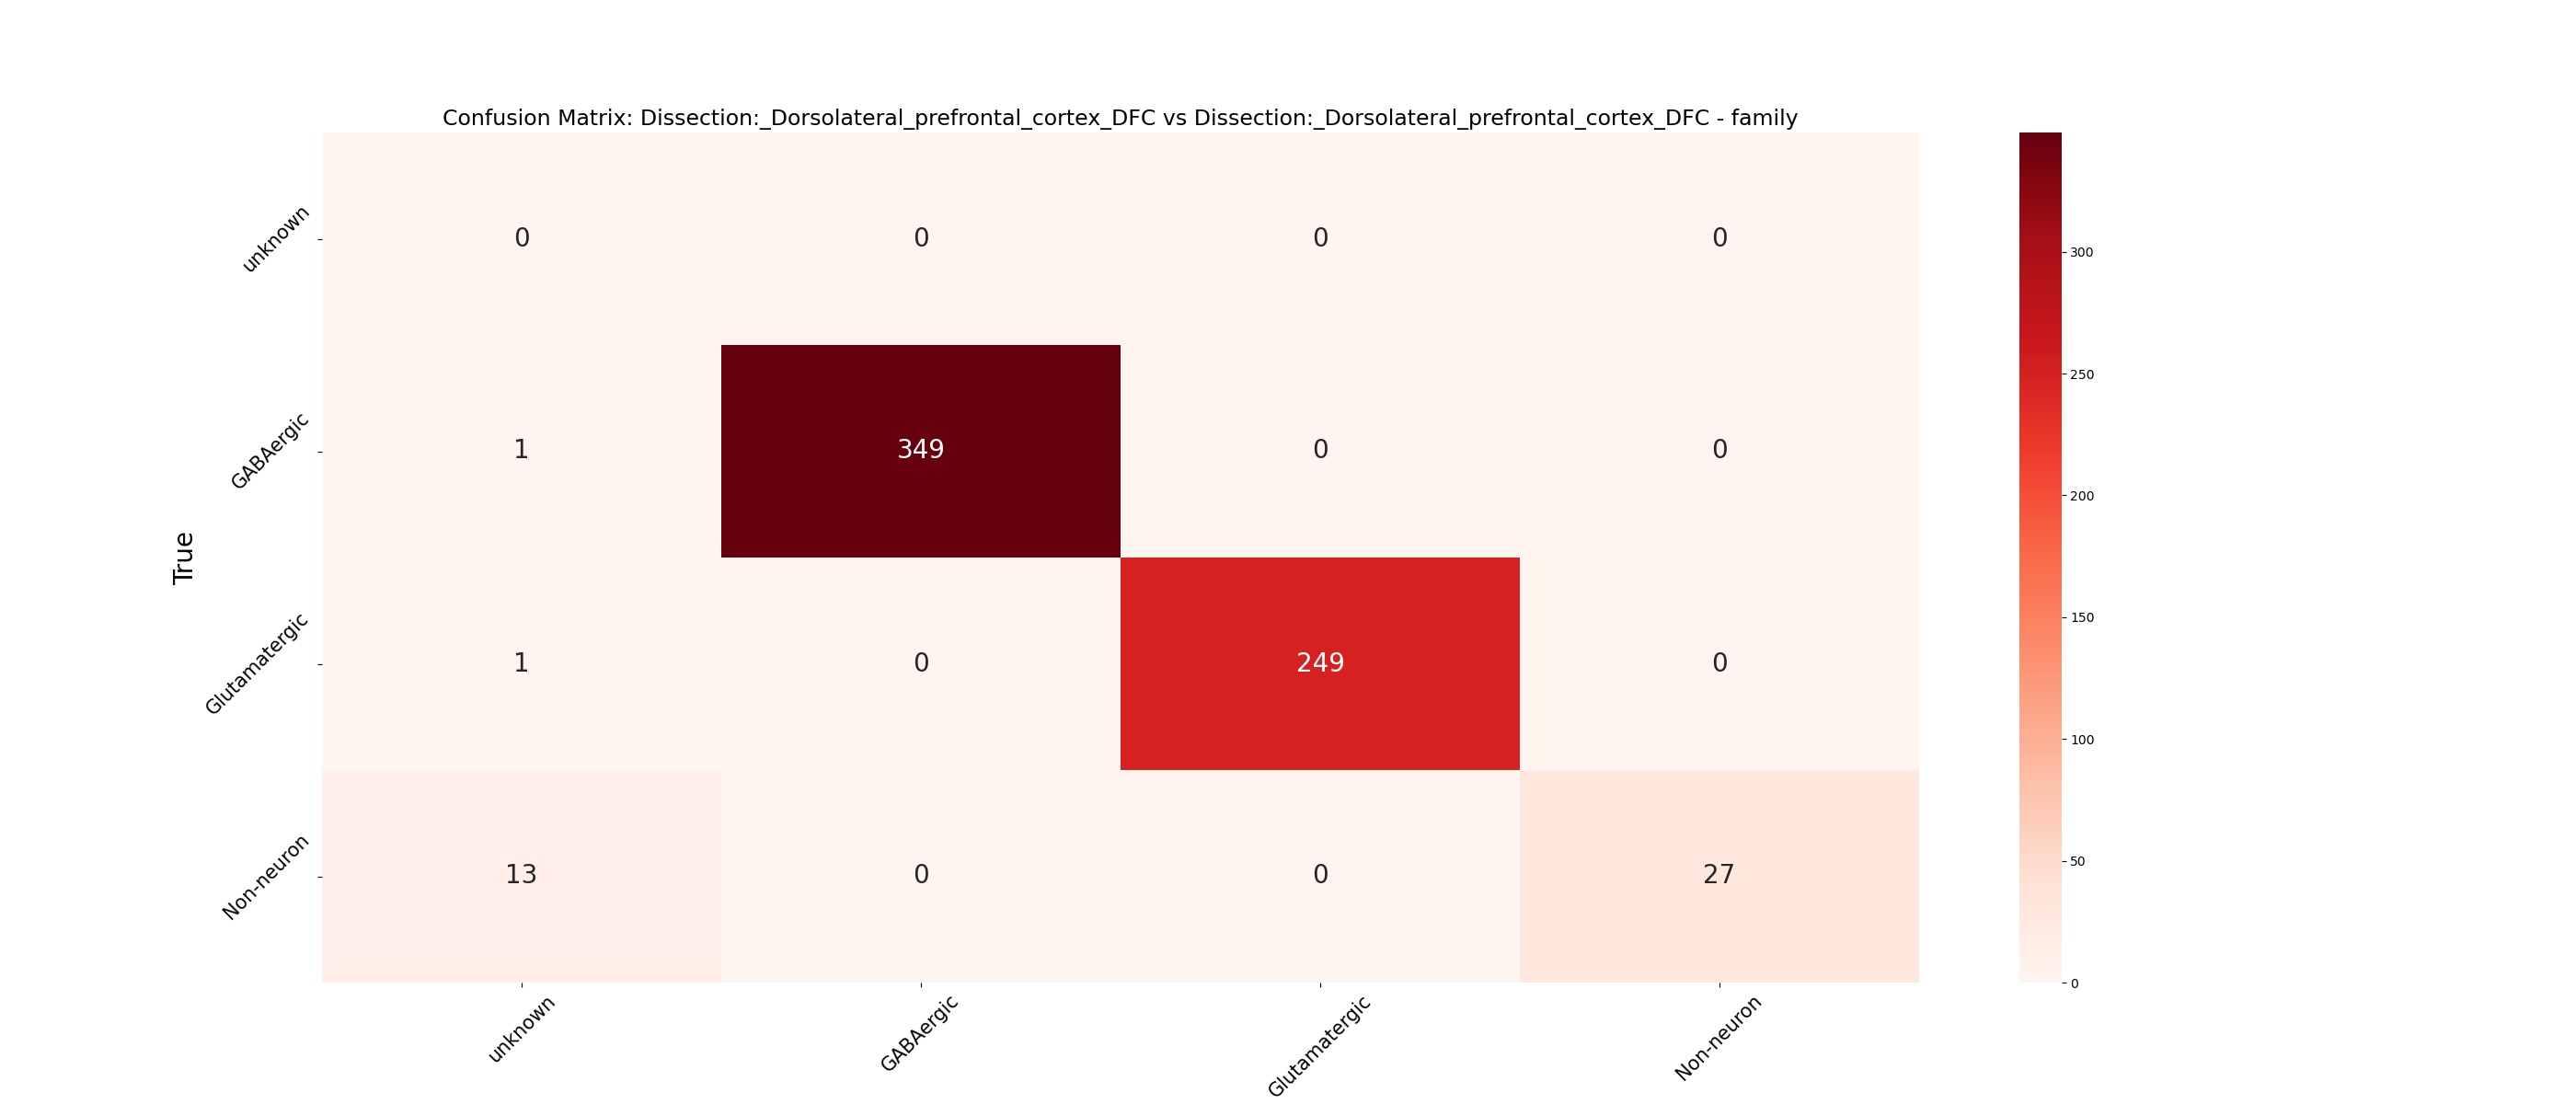 Confusion Matrix: Dissection:_Dorsolateral_prefrontal_cortex_DFC vs Dissection:_Dorsolateral_prefrontal_cortex_DFC - family
True
unknown 0 0 0 0
GABAergic 1 349 0 0
Glutamatergic 1 0 249 0
Non-neuron 13 0 0 27
unknown GABAergic Glutamatergic Non-neuron
300
250
200
150
100
50
0